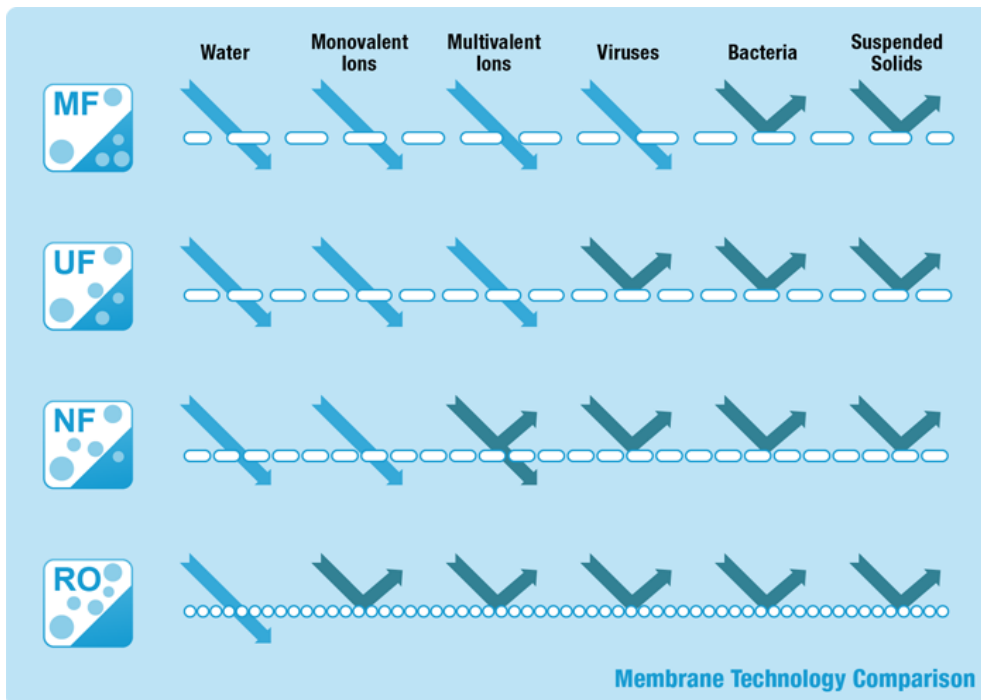 Water
Monovalent
Ions
Multivalent
Ions
Viruses
Bacteria
Suspended
Solids
MF
UF
NF
RO
Membrane Technology Comparison